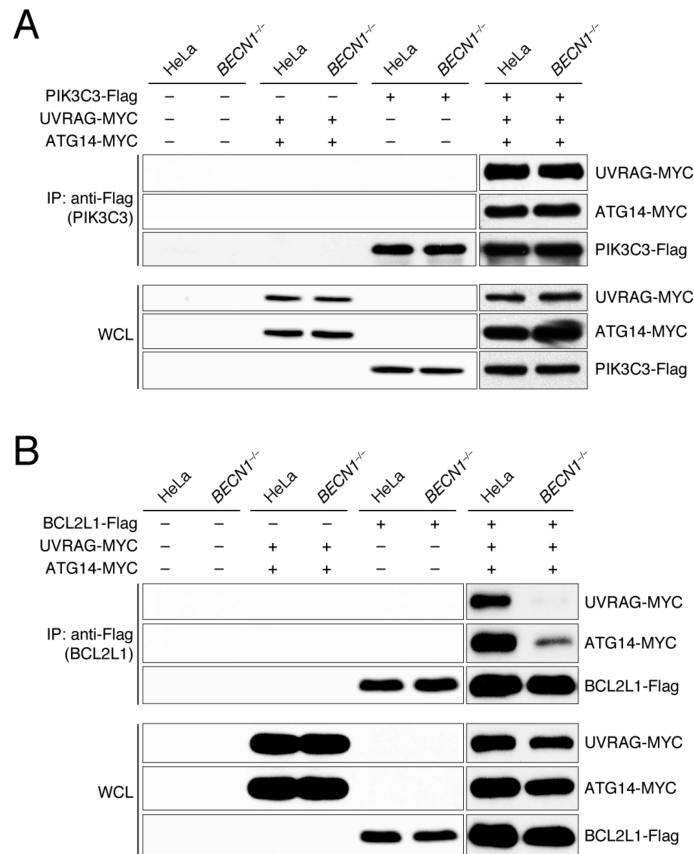 A
HeLa BECN1⁻/⁻ HeLa BECN1⁻/⁻ HeLa BECN1⁻/⁻ HeLa BECN1⁻/⁻
PIK3C3-Flag – – – – + + + +
UVRAG-MYC – – + + – – + +
ATG14-MYC – – + + – – + +
IP: anti-Flag
(PIK3C3)
UVRAG-MYC
ATG14-MYC
PIK3C3-Flag
WCL
UVRAG-MYC
ATG14-MYC
PIK3C3-Flag
B
HeLa BECN1⁻/⁻ HeLa BECN1⁻/⁻ HeLa BECN1⁻/⁻ HeLa BECN1⁻/⁻
BCL2L1-Flag – – – – + + + +
UVRAG-MYC – – + + – – + +
ATG14-MYC – – + + – – + +
IP: anti-Flag
(BCL2L1)
UVRAG-MYC
ATG14-MYC
BCL2L1-Flag
WCL
UVRAG-MYC
ATG14-MYC
BCL2L1-Flag